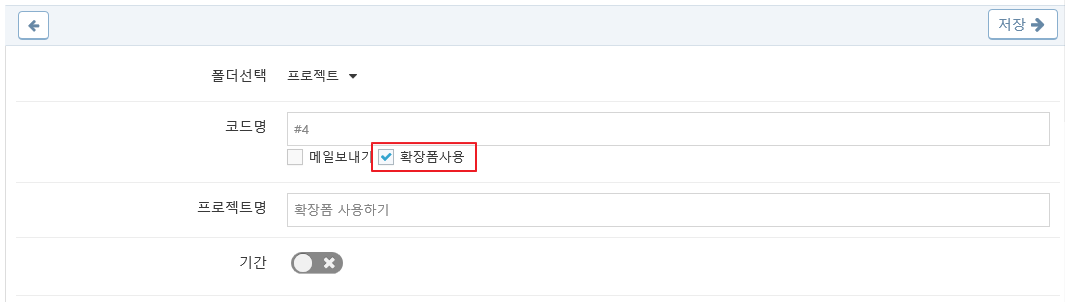 저장
폴더선택 프로젝트
코드명 #4
메일보내기 확장폼사용
프로젝트명 확장폼 사용하기
기간